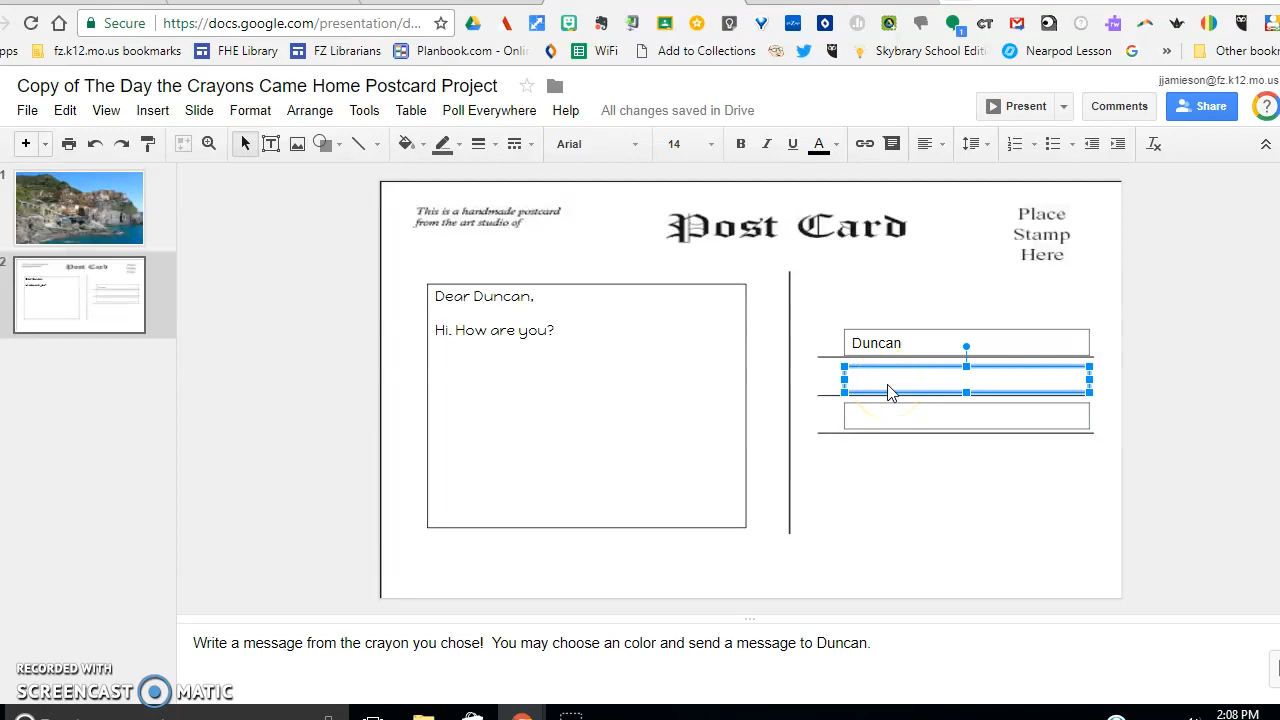 Secure https://docs.google.com/presentation/d...
1
pps fz.k12.mo.us bookmarks FHE Library FZ Librarians Planbook.com - Onlin WiFi Add to Collections Skybrary School Editi Nearpod Lesson » Other book
Copy of The Day the Crayons Came Home Postcard Project
jjamieson@fz.k12.mo.us
File Edit View Insert Slide Format Arrange Tools Table Poll Everywhere Help All changes saved in Drive
Present Comments Share
Arial 14 B I U A
1
2
This is a handmade postcard
from the art studio of
Post Card
Place
Stamp
Here
Dear Duncan,
Hi. How are you?
Duncan
Write a message from the crayon you chose! You may choose an color and send a message to Duncan.
RECORDED WITH
SCREENCAST MATIC
2:08 PM